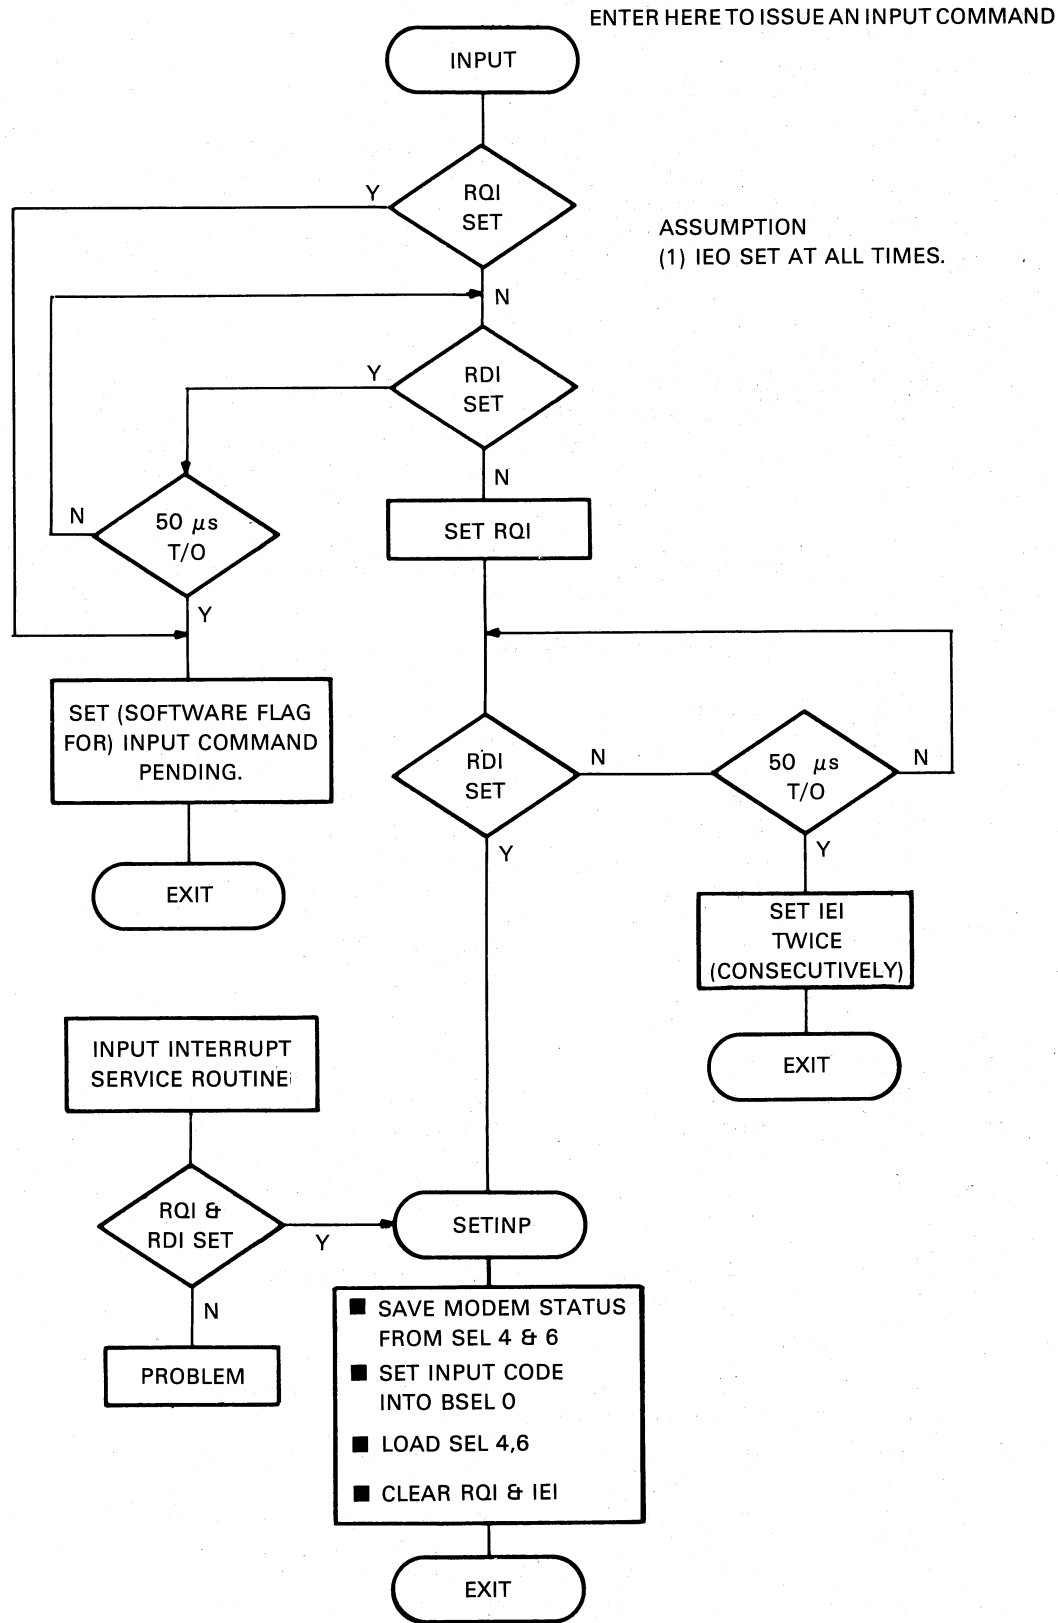 ENTER HERE TO ISSUE AN INPUT COMMAND
INPUT
Y
RQI
SET
ASSUMPTION
(1) IEO SET AT ALL TIMES.
N
Y
RDI
SET
N
N
50 μs
T/O
SET RQI
Y
SET (SOFTWARE FLAG
FOR) INPUT COMMAND
PENDING.
EXIT
RDI
SET
N
50 μs
T/O
N
Y
Y
SET IEI
TWICE
(CONSECUTIVELY)
EXIT
INPUT INTERRUPT
SERVICE ROUTINE
RQI &
RDI SET
Y
SETINP
N
PROBLEM
■ SAVE MODEM STATUS
FROM SEL 4 & 6
■ SET INPUT CODE
INTO BSEL 0
■ LOAD SEL 4,6
■ CLEAR RQI & IEI
EXIT